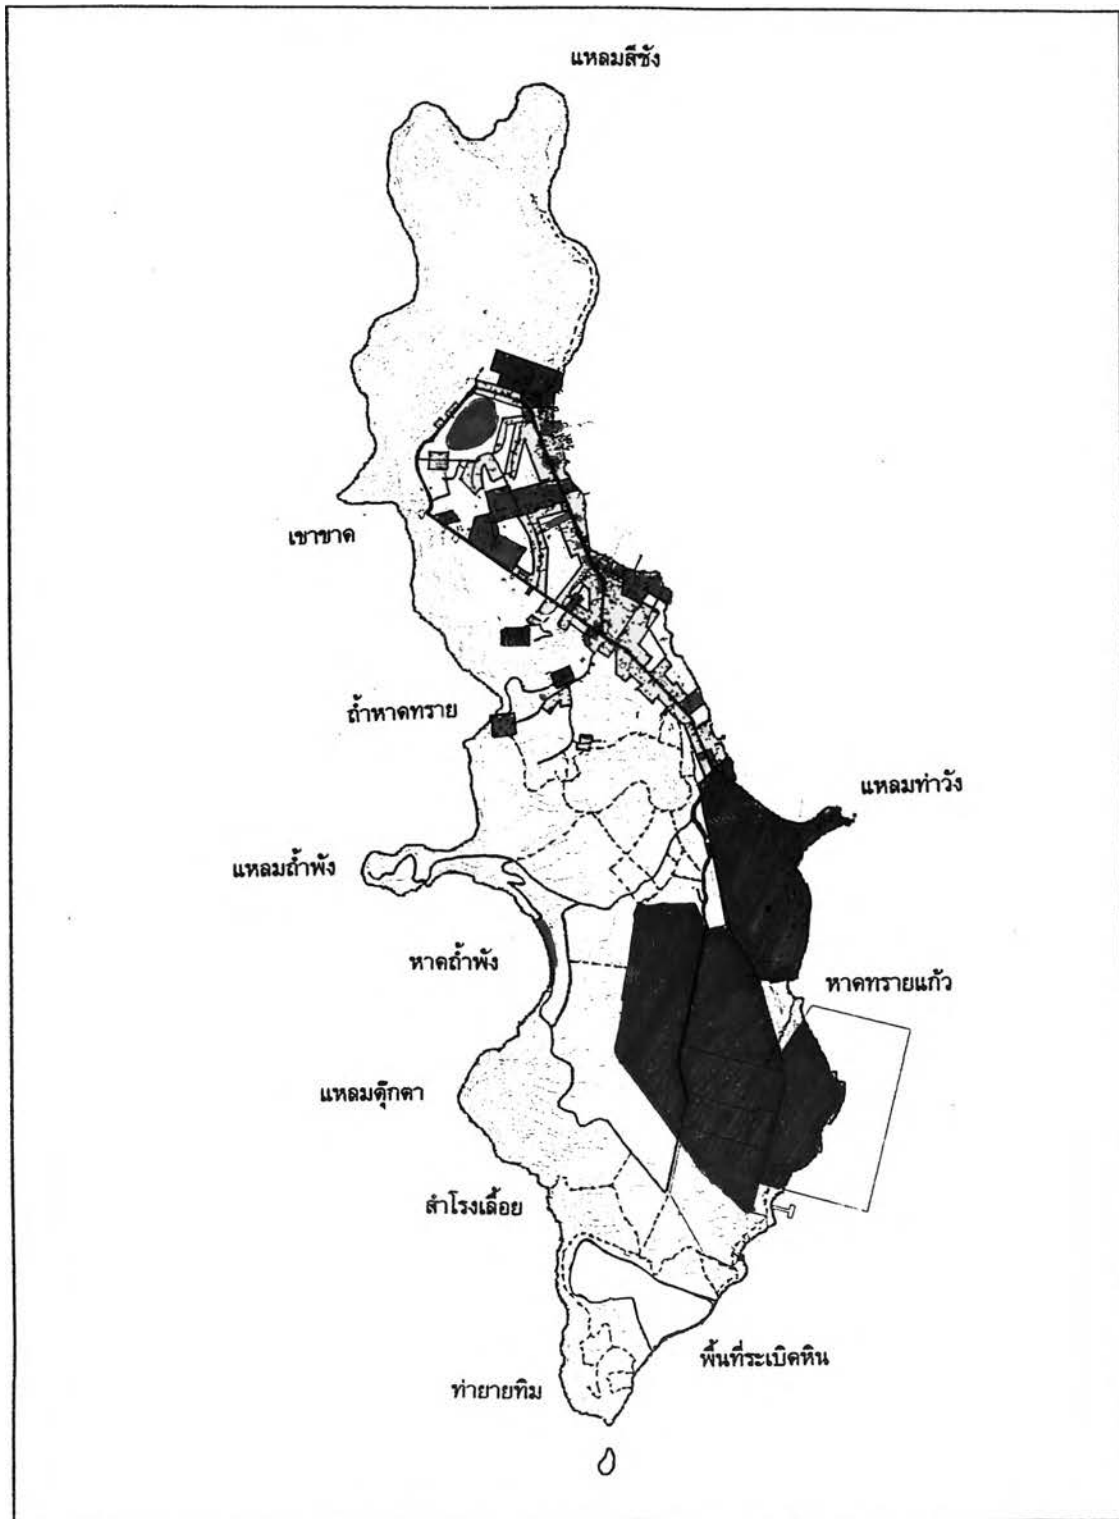 แหลมสีชัง
เขาขาด
ถ้ำหาดทราย
แหลมท่าวัง
แหลมถ้ำพัง
หาดถ้ำพัง
หาดทรายแก้ว
แหลมตุ๊กตา
สำโรงเลื้อย
พื้นที่ระเบิดหิน
ท่ายายทิม